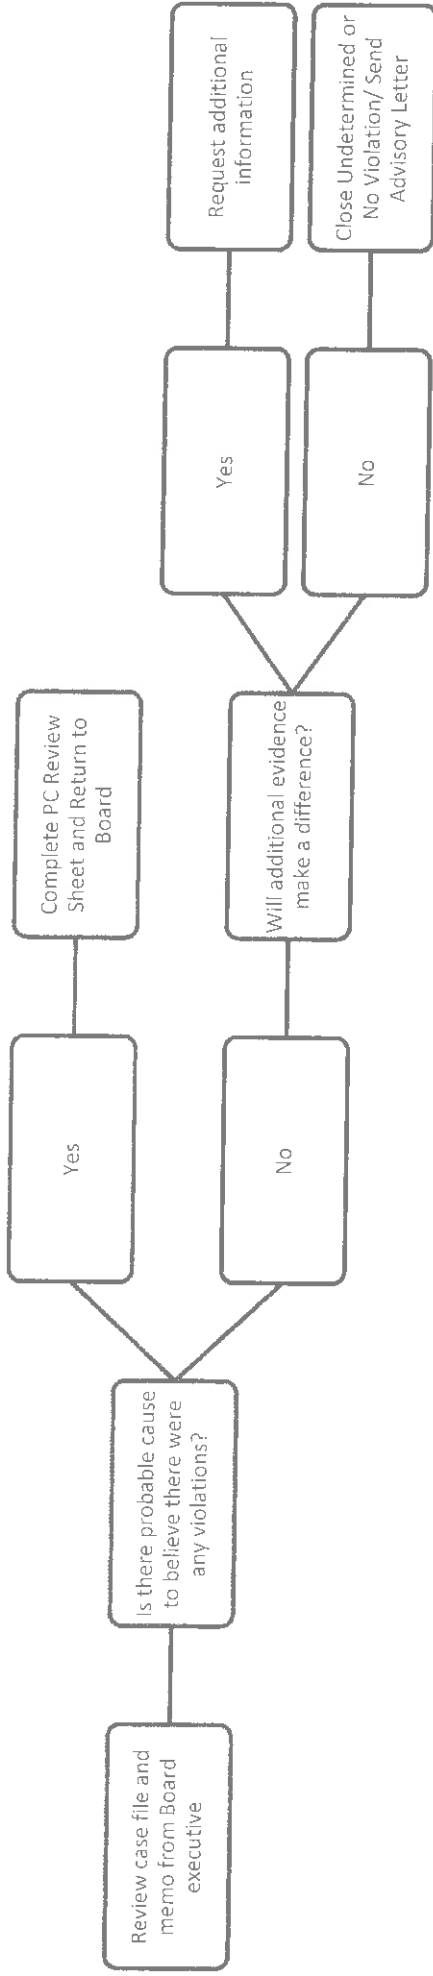 Review case file and
memo from Board
executive
Is there probable cause
to believe there were
any violations?
Yes
Complete PC Review
Sheet and Return to
Board
No
Will additional evidence
make a difference?
Yes
Request additional
information
No
Close Undetermined or
No Violation/ Send
Advisory Letter